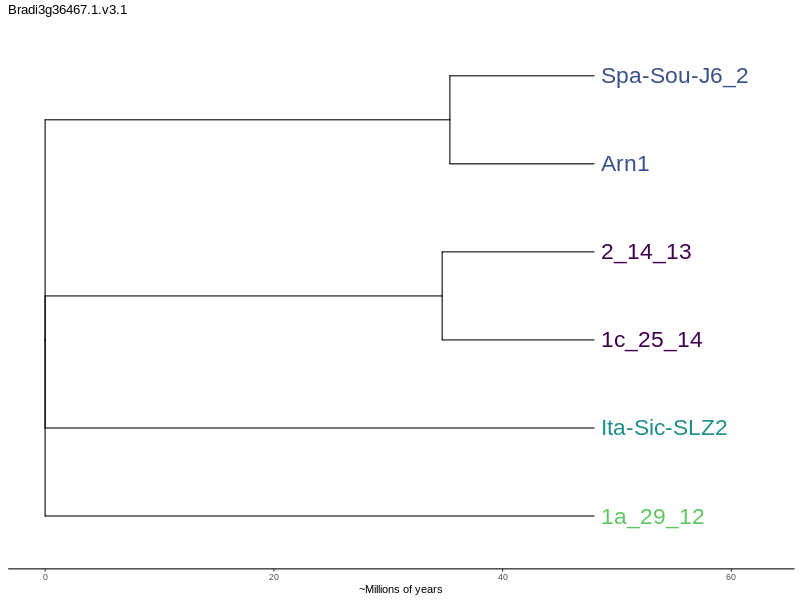 Bradi3g36467.1.v3.1
Spa-Sou-J6_2
Arn1
2_14_13
1c_25_14
Ita-Sic-SLZ2
1a_29_12
0 20 40 60
~Millions of years